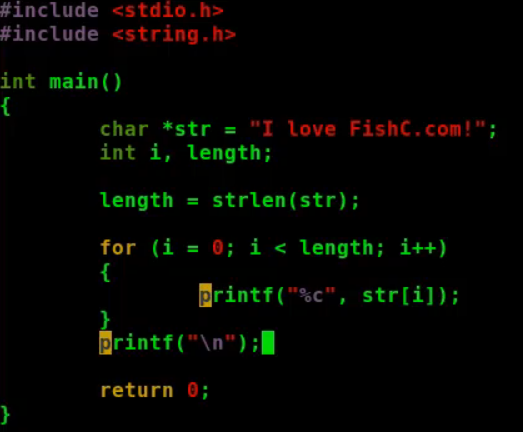 #include <stdio.h>
#include <string.h>

int main()
{
        char *str = "I love FishC.com!";
        int i, length;

        length = strlen(str);

        for (i = 0; i < length; i++)
        {
                printf("%c", str[i]);
        }
        printf("\n");

        return 0;
}